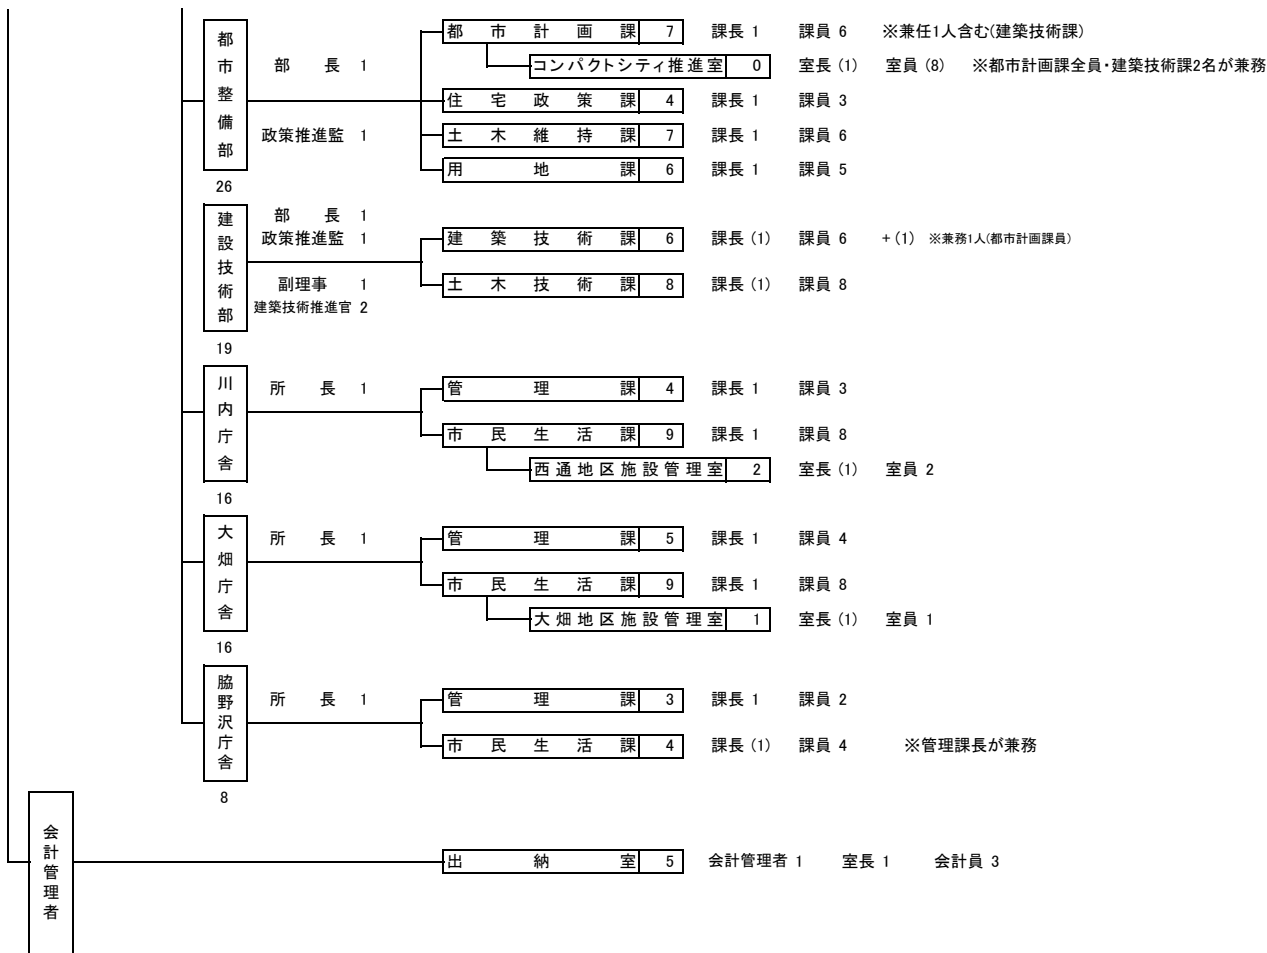 都市整備部
部長 1
政策推進監 1
26
都市計画課 7 課長 1 課員 6 ※兼任1人含む(建築技術課)
コンパクトシティ推進室 0 室長 (1) 室員 (8) ※都市計画課全員・建築技術課2名が兼務
住宅政策課 4 課長 1 課員 3
土木維持課 7 課長 1 課員 6
用地課 6 課長 1 課員 5
建設技術部
部長 1
政策推進監 1
副理事 1
建築技術推進官 2
19
建築技術課 6 課長 (1) 課員 6 + (1) ※兼務1人(都市計画課員)
土木技術課 8 課長 (1) 課員 8
川内庁舎
所長 1
16
管理課 4 課長 1 課員 3
市民生活課 9 課長 1 課員 8
西通地区施設管理室 2 室長 (1) 室員 2
大畑庁舎
所長 1
16
管理課 5 課長 1 課員 4
市民生活課 9 課長 1 課員 8
大畑地区施設管理室 1 室長 (1) 室員 1
脇野沢庁舎
所長 1
8
管理課 3 課長 1 課員 2
市民生活課 4 課長 (1) 課員 4 ※管理課長が兼務
会計管理者
出納室 5 会計管理者 1 室長 1 会計員 3